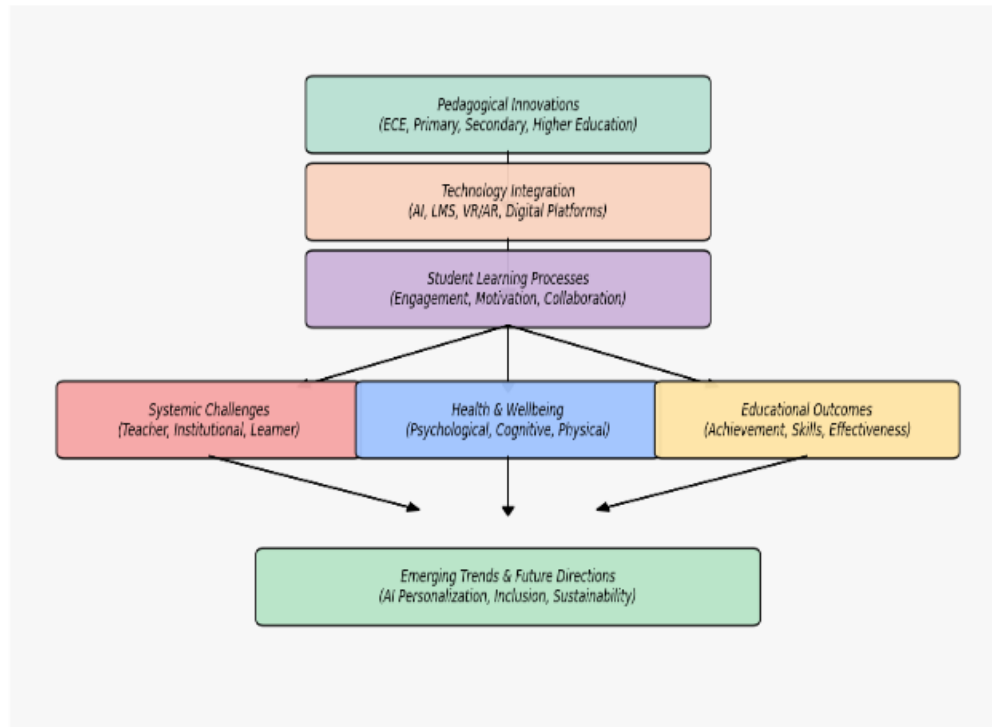 Pedagogical Innovations
(ECE, Primary, Secondary, Higher Education)
Technology Integration
(AI, LMS, VR/AR, Digital Platforms)
Student Learning Processes
(Engagement, Motivation, Collaboration)
Systemic Challenges
(Teacher, Institutional, Learner)
Health & Wellbeing
(Psychological, Cognitive, Physical)
Educational Outcomes
(Achievement, Skills, Effectiveness)
Emerging Trends & Future Directions
(AI Personalization, Inclusion, Sustainability)